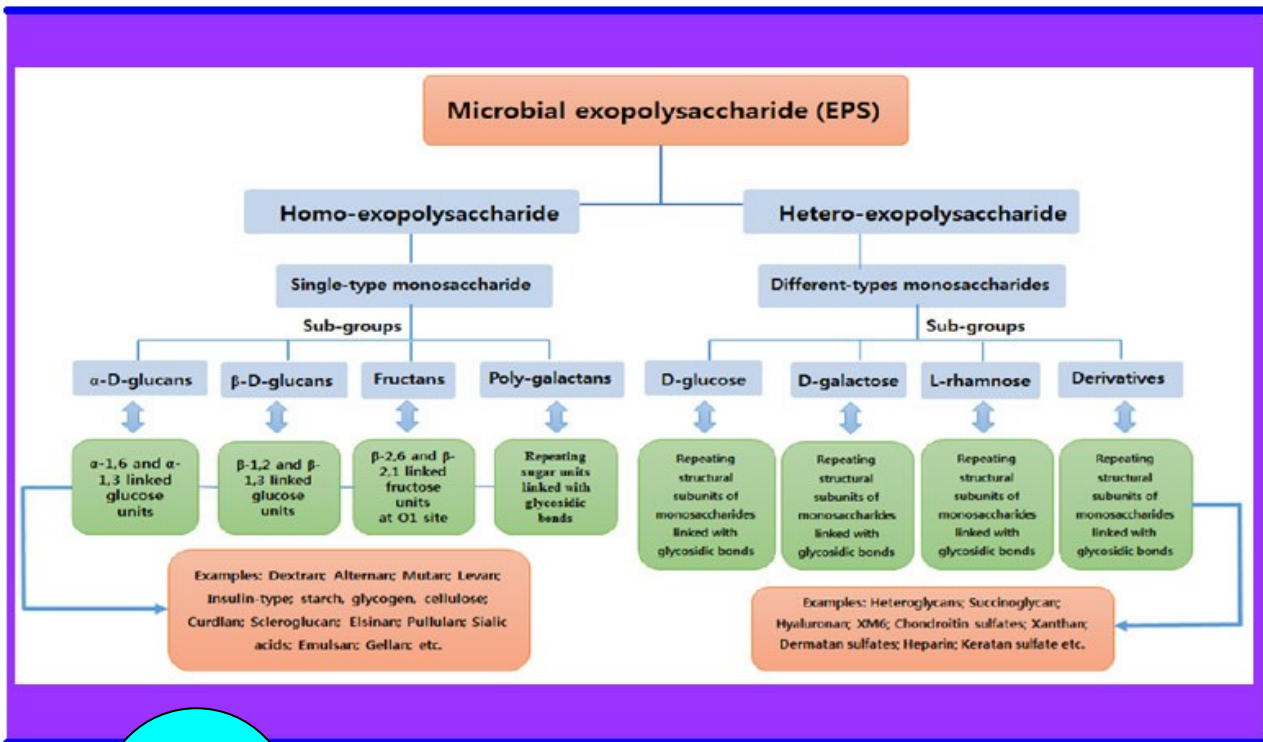 Microbial exopolysaccharide (EPS)
Homo-exopolysaccharide
Hetero-exopolysaccharide
Single-type monosaccharide
Different-types monosaccharides
Sub-groups
Sub-groups
α-D-glucans
β-D-glucans
Fructans
Poly-galactans
D-glucose
D-galactose
L-rhamnose
Derivatives
α-1,6 and α-
1,3 linked
glucose
units
β-1,2 and β-
1,3 linked
glucose
units
β-2,6 and β-
2,1 linked
fructose
units
at O1 site
Repeating
sugar units
linked with
glycosidic
bonds
Repeating
structural
subunits of
monosaccharides
linked with
glycosidic bonds
Repeating
structural
subunits of
monosaccharides
linked with
glycosidic bonds
Repeating
structural
subunits of
monosaccharides
linked with
glycosidic bonds
Repeating
structural
subunits of
monosaccharides
linked with
glycosidic bonds
Examples: Dextran; Alternan; Mutan; Levan;
Insulin-type; starch, glycogen, cellulose;
Curdlan; Scleroglucan; Elsinan; Pullulan; Sialic
acids; Emulsan; Gellan; etc.
Examples: Heteroglycans; Succinoglycan;
Hyaluronan; XM6; Chondroitin sulfates; Xanthan;
Dermatan sulfates; Heparin; Keratan sulfate etc.